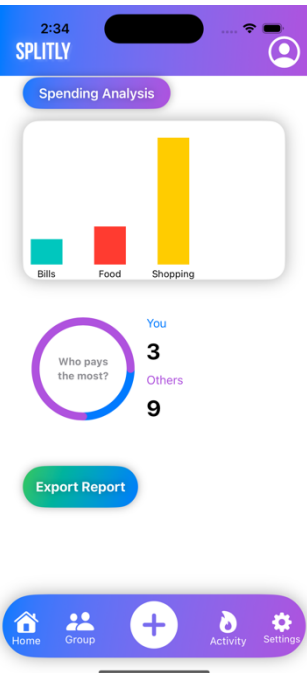 2:34
SPLITLY
Spending Analysis
Bills Food Shopping
You
3
Who pays
the most?
Others
9
Export Report
Home Group Activity Settings